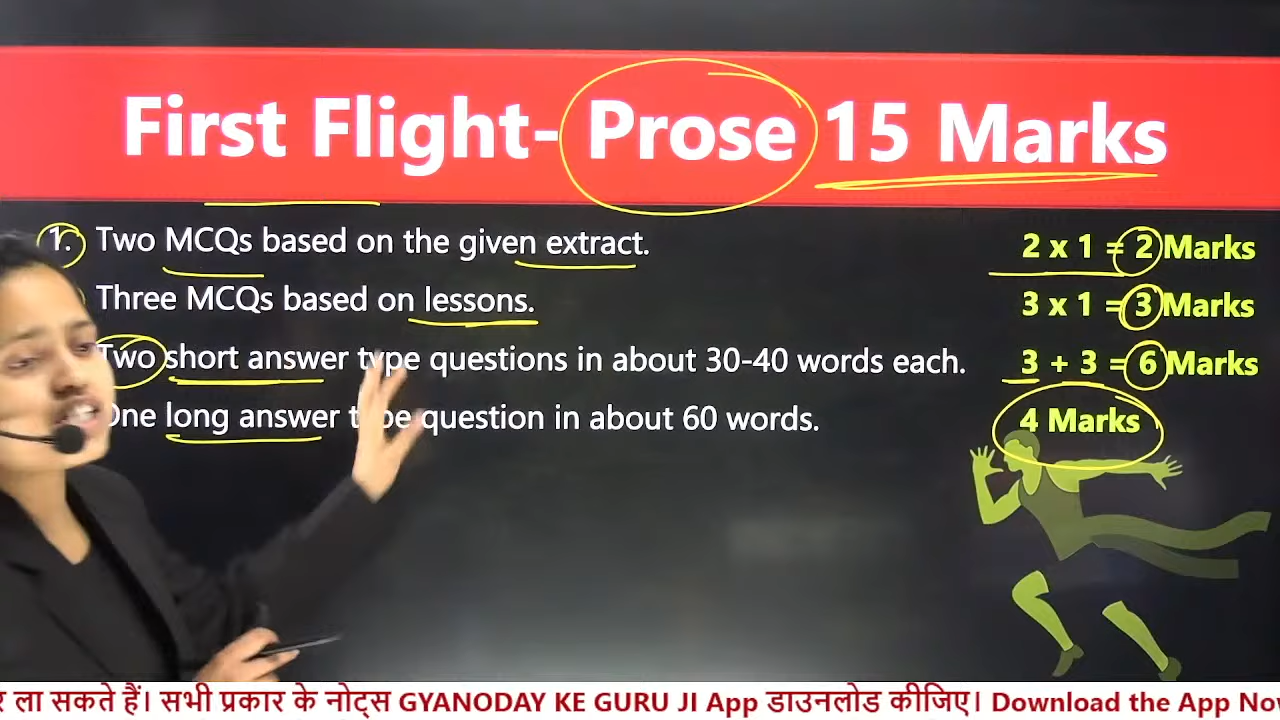 First Flight- Prose 15 Marks
1. Two MCQs based on the given extract. 2 x 1 = 2 Marks
Three MCQs based on lessons. 3 x 1 = 3 Marks
Two short answer type questions in about 30-40 words each. 3 + 3 = 6 Marks
One long answer type question in about 60 words. 4 Marks
ला सकते हैं। सभी प्रकार के नोट्स GYANODAY KE GURU JI App डाउनलोड कीजिए। Download the App